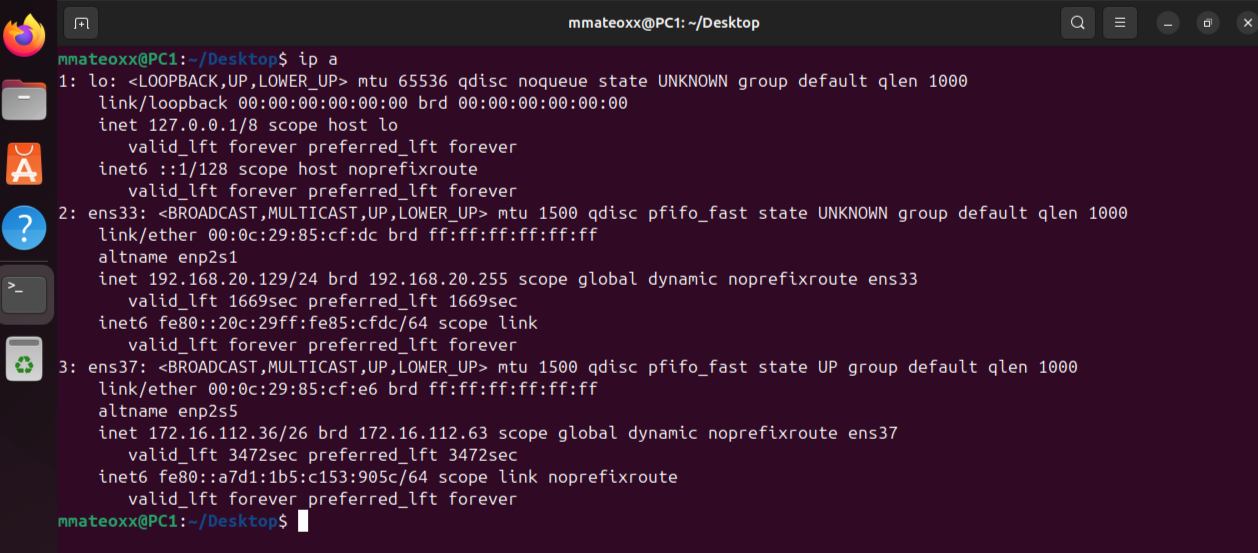 mmateoxx@PC1: ~/Desktop
mmateoxx@PC1:~/Desktop$ ip a
1: lo: <LOOPBACK,UP,LOWER_UP> mtu 65536 qdisc noqueue state UNKNOWN group default qlen 1000
    link/loopback 00:00:00:00:00:00 brd 00:00:00:00:00:00
    inet 127.0.0.1/8 scope host lo
       valid_lft forever preferred_lft forever
    inet6 ::1/128 scope host noprefixroute
       valid_lft forever preferred_lft forever
2: ens33: <BROADCAST,MULTICAST,UP,LOWER_UP> mtu 1500 qdisc pfifo_fast state UNKNOWN group default qlen 1000
    link/ether 00:0c:29:85:cf:dc brd ff:ff:ff:ff:ff:ff
    altname enp2s1
    inet 192.168.20.129/24 brd 192.168.20.255 scope global dynamic noprefixroute ens33
       valid_lft 1669sec preferred_lft 1669sec
    inet6 fe80::20c:29ff:fe85:cfdc/64 scope link
       valid_lft forever preferred_lft forever
3: ens37: <BROADCAST,MULTICAST,UP,LOWER_UP> mtu 1500 qdisc pfifo_fast state UP group default qlen 1000
    link/ether 00:0c:29:85:cf:e6 brd ff:ff:ff:ff:ff:ff
    altname enp2s5
    inet 172.16.112.36/26 brd 172.16.112.63 scope global dynamic noprefixroute ens37
       valid_lft 3472sec preferred_lft 3472sec
    inet6 fe80::a7d1:1b5:c153:905c/64 scope link noprefixroute
       valid_lft forever preferred_lft forever
mmateoxx@PC1:~/Desktop$